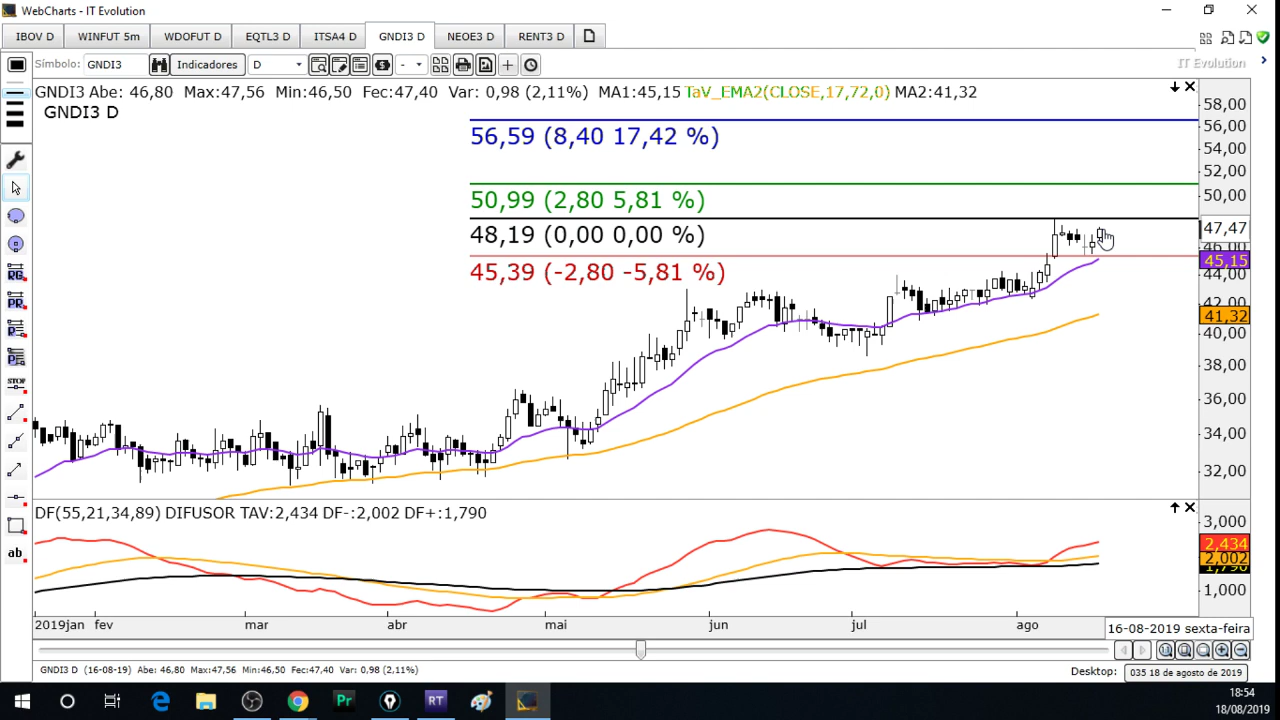 WebCharts - IT Evolution
IBOV D WINFUT 5m WDOFUT D EQTL3 D ITSA4 D GNDI3 D NEOE3 D RENT3 D
Símbolo: GNDI3 Indicadores D - IT Evolution
GNDI3 Abe: 46,80 Max:47,56 Min:46,50 Fec:47,40 Var: 0,98 (2,11%) MA1:45,15 TaV_EMA2(CLOSE,17,72,0) MA2:41,32
GNDI3 D
58,00
56,00
56,59 (8,40 17,42 %)
54,00
52,00
50,99 (2,80 5,81 %)
50,00
48,19 (0,00 0,00 %)
47,47
46,00
45,39 (-2,80 -5,81 %)
45,15
44,00
42,00
41,32
40,00
38,00
36,00
34,00
32,00
RG
PR
R
P
STOP
ab
DF(55,21,34,89) DIFUSOR TAV:2,434 DF-:2,002 DF+:1,790
3,000
2,434
2,002
1,790
1,000
2019jan fev mar abr mai jun jul ago
16-08-2019 sexta-feira
GNDI3 D (16-08-19) Abe: 46,80 Max:47,56 Min:46,50 Fec:47,40 Var: 0,98 (2,11%)
Desktop: 035 18 de agosto de 2019
Pr RT
18:54
18/08/2019